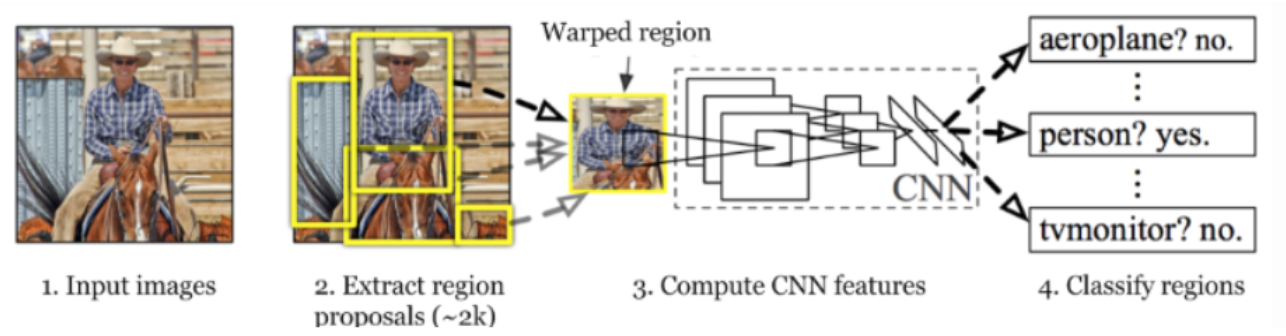 Warped region
aeroplane? no.
person? yes.
CNN
tvmonitor? no.
1. Input images
2. Extract region
proposals (~2k)
3. Compute CNN features
4. Classify regions